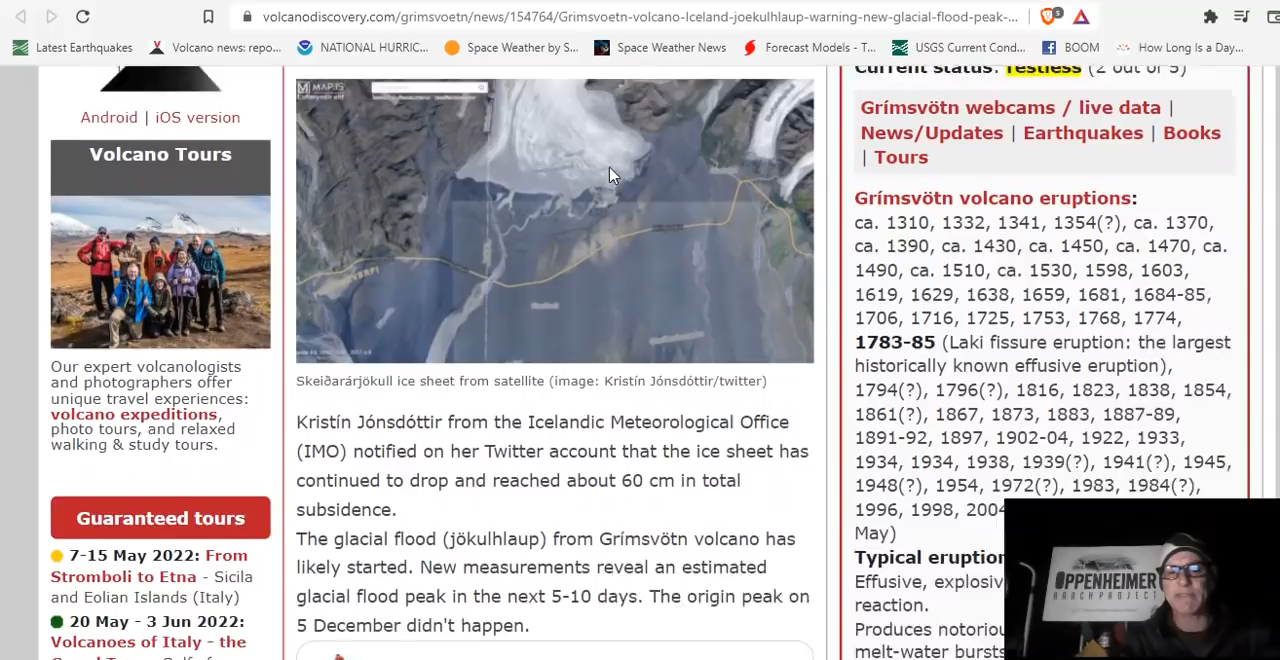 volcanodiscovery.com/grimsvoetn/news/154764/Grimsvoetn-volcano-Iceland-joekulhlaup-warning-new-glacial-flood-peak-...
5
Latest Earthquakes
Volcano news: repo...
NATIONAL HURRIC...
Space Weather by S...
Space Weather News
Forecast Models - T...
USGS Current Cond...
BOOM
How Long Is a Day...
Android | iOS version
Volcano Tours
Our expert volcanologists
and photographers offer
unique travel experiences:
volcano expeditions,
photo tours, and relaxed
walking & study tours.
Guaranteed tours
7-15 May 2022: From
Stromboli to Etna - Sicila
and Eolian Islands (Italy)
20 May - 3 Jun 2022:
Volcanoes of Italy - the
MAP.IS
Skeiðarárjökull ice sheet from satellite (image: Kristín Jónsdóttir/twitter)
Kristín Jónsdóttir from the Icelandic Meteorological Office
(IMO) notified on her Twitter account that the ice sheet has
continued to drop and reached about 60 cm in total
subsidence.
The glacial flood (jökulhlaup) from Grímsvötn volcano has
likely started. New measurements reveal an estimated
glacial flood peak in the next 5-10 days. The origin peak on
5 December didn't happen.
Current status: Restless (2 out of 5)
Grímsvötn webcams / live data |
News/Updates | Earthquakes | Books
| Tours
Grímsvötn volcano eruptions:
ca. 1310, 1332, 1341, 1354(?), ca. 1370,
ca. 1390, ca. 1430, ca. 1450, ca. 1470, ca.
1490, ca. 1510, ca. 1530, 1598, 1603,
1619, 1629, 1638, 1659, 1681, 1684-85,
1706, 1716, 1725, 1753, 1768, 1774,
1783-85 (Laki fissure eruption: the largest
historically known effusive eruption),
1794(?), 1796(?), 1816, 1823, 1838, 1854,
1861(?), 1867, 1873, 1883, 1887-89,
1891-92, 1897, 1902-04, 1922, 1933,
1934, 1934, 1938, 1939(?), 1941(?), 1945,
1948(?), 1954, 1972(?), 1983, 1984(?),
1996, 1998, 2004
May)
Typical eruption
Effusive, explosiv
reaction.
Produces notoriou
melt-water bursts
OPPENHEIMER
RANCH PROJECT